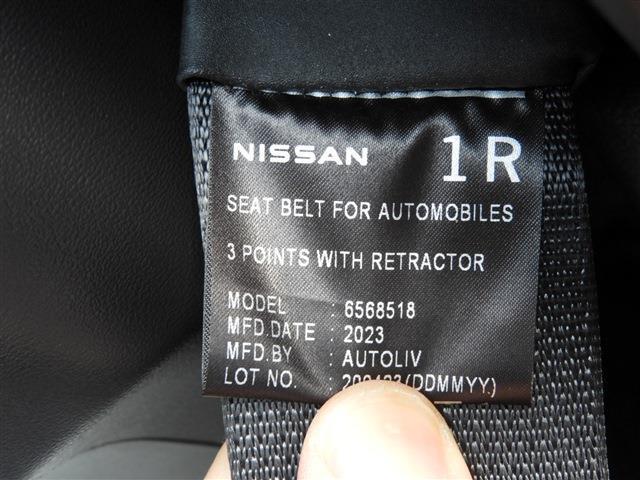 NISSAN 1R
SEAT BELT FOR AUTOMOBILES
3 POINTS WITH RETRACTOR
MODEL : 6568518
MFD.DATE : 2023
MFD.BY : AUTOLIV
LOT NO. : 200423(DDMMYY)